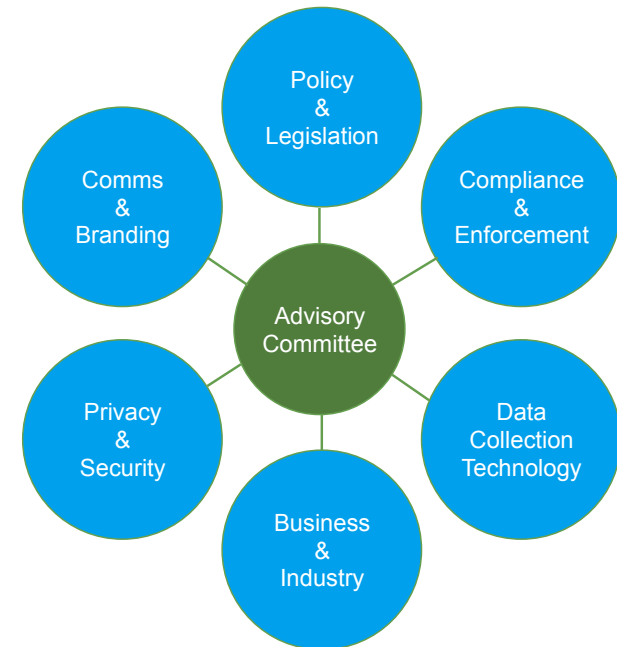 Policy
&
Legislation
Comms
&
Branding
Compliance
&
Enforcement
Advisory
Committee
Privacy
&
Security
Data
Collection
Technology
Business
&
Industry